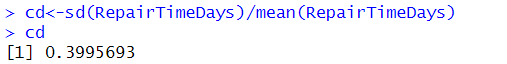 > cd<-sd(RepairTimeDays)/mean(RepairTimeDays)
> cd
[1] 0.3995693